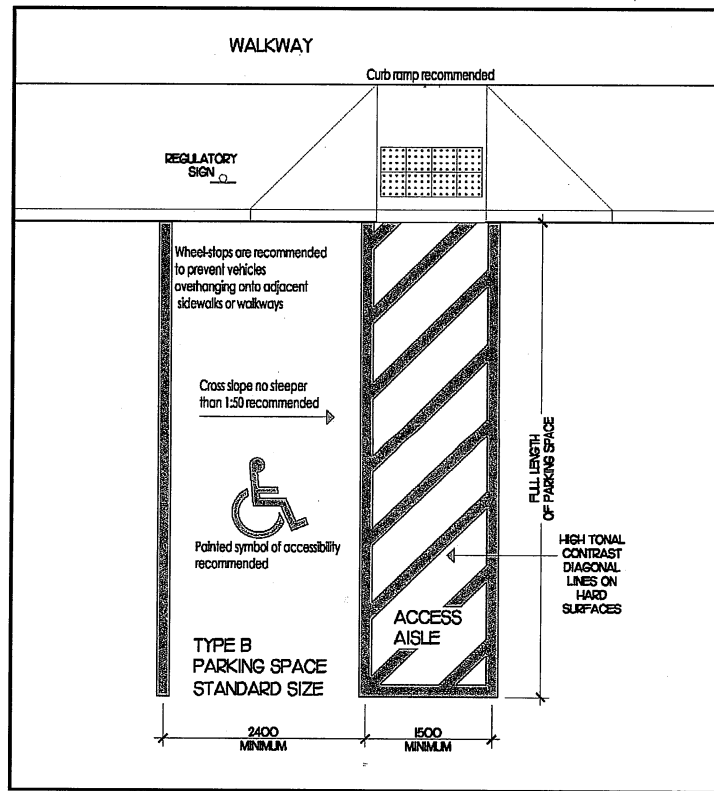 WALKWAY
Curb ramp recommended
REGULATORY
SIGN
Wheel-stops are recommended
to prevent vehicles
overhanging onto adjacent
sidewalks or walkways
Cross slope no steeper
than 1:50 recommended
FULL LENGTH
OF PARKING SPACE
Painted symbol of accessibility
recommended
HIGH TONAL
CONTRAST
DIAGONAL
LINES ON
HARD
SURFACES
ACCESS
AISLE
TYPE B
PARKING SPACE
STANDARD SIZE
2400
MINIMUM
1500
MINIMUM